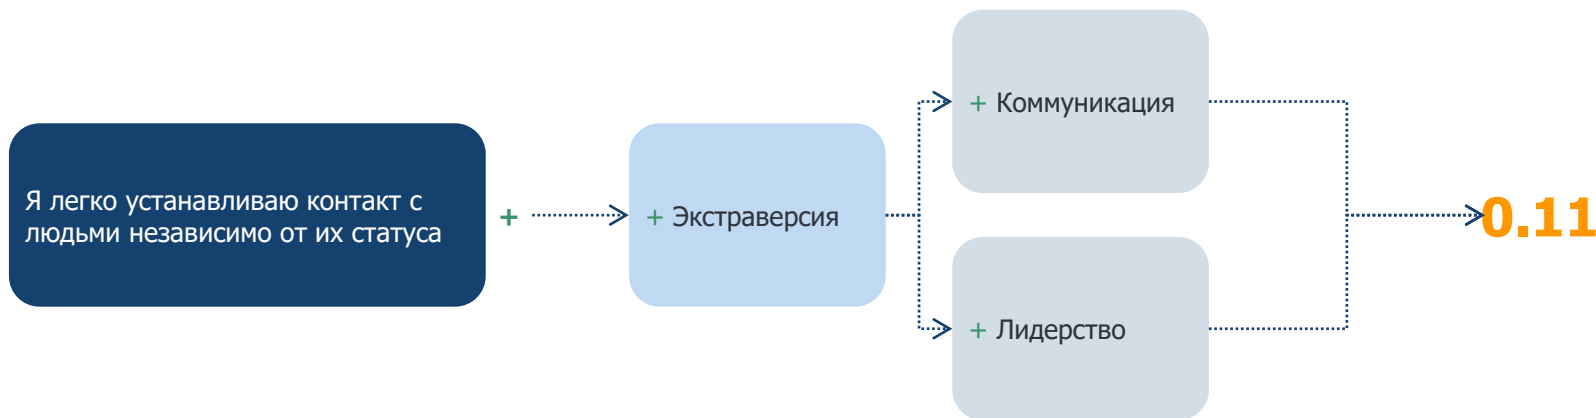 Я легко устанавливаю контакт с
людьми независимо от их статуса
+
+ Экстраверсия
+ Коммуникация
+ Лидерство
0.11